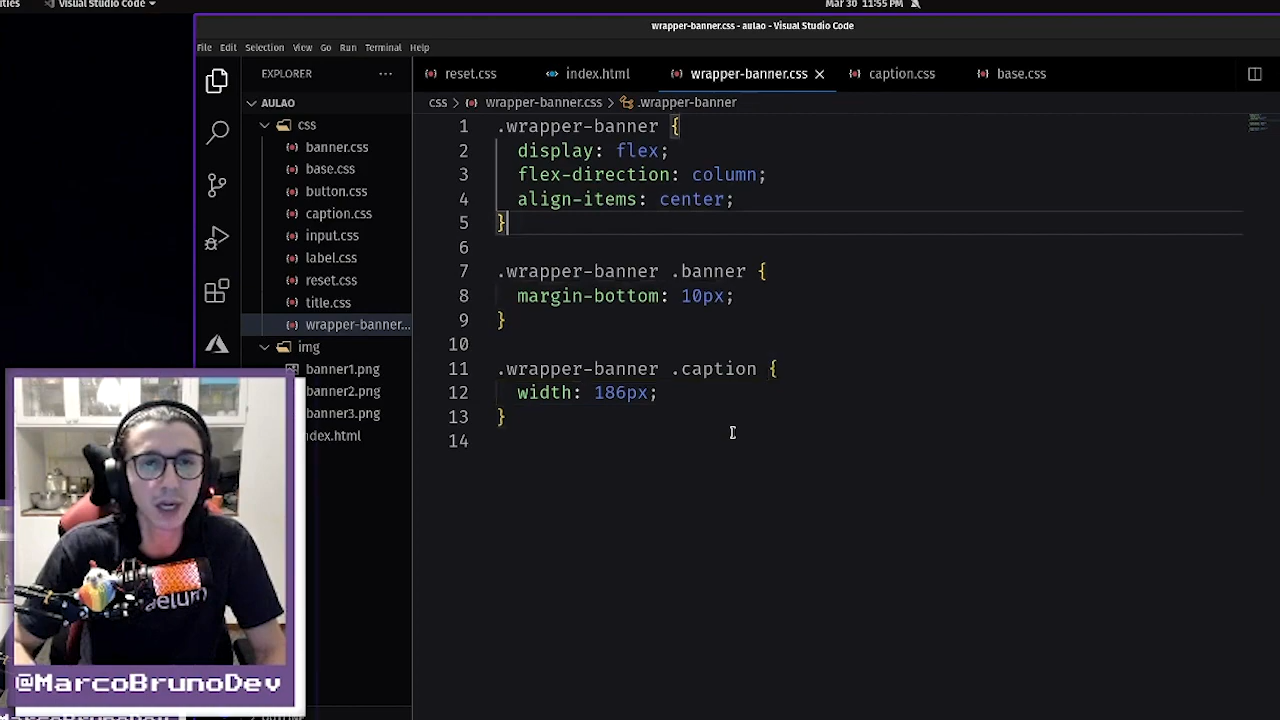 Visual Studio Code
Mar 30 11:55 PM
wrapper-banner.css - aulao - Visual Studio Code
File Edit Selection View Go Run Terminal Help
EXPLORER
reset.css
index.html
wrapper-banner.css
caption.css
base.css
AULAO
css > wrapper-banner.css > .wrapper-banner
css
banner.css
base.css
button.css
caption.css
input.css
label.css
reset.css
title.css
wrapper-banner...
img
banner1.png
banner2.png
banner3.png
index.html
1 .wrapper-banner {
2 display: flex;
3 flex-direction: column;
4 align-items: center;
5 }
6
7 .wrapper-banner .banner {
8 margin-bottom: 10px;
9 }
10
11 .wrapper-banner .caption {
12 width: 186px;
13 }
14
@MarcoBrunoDev